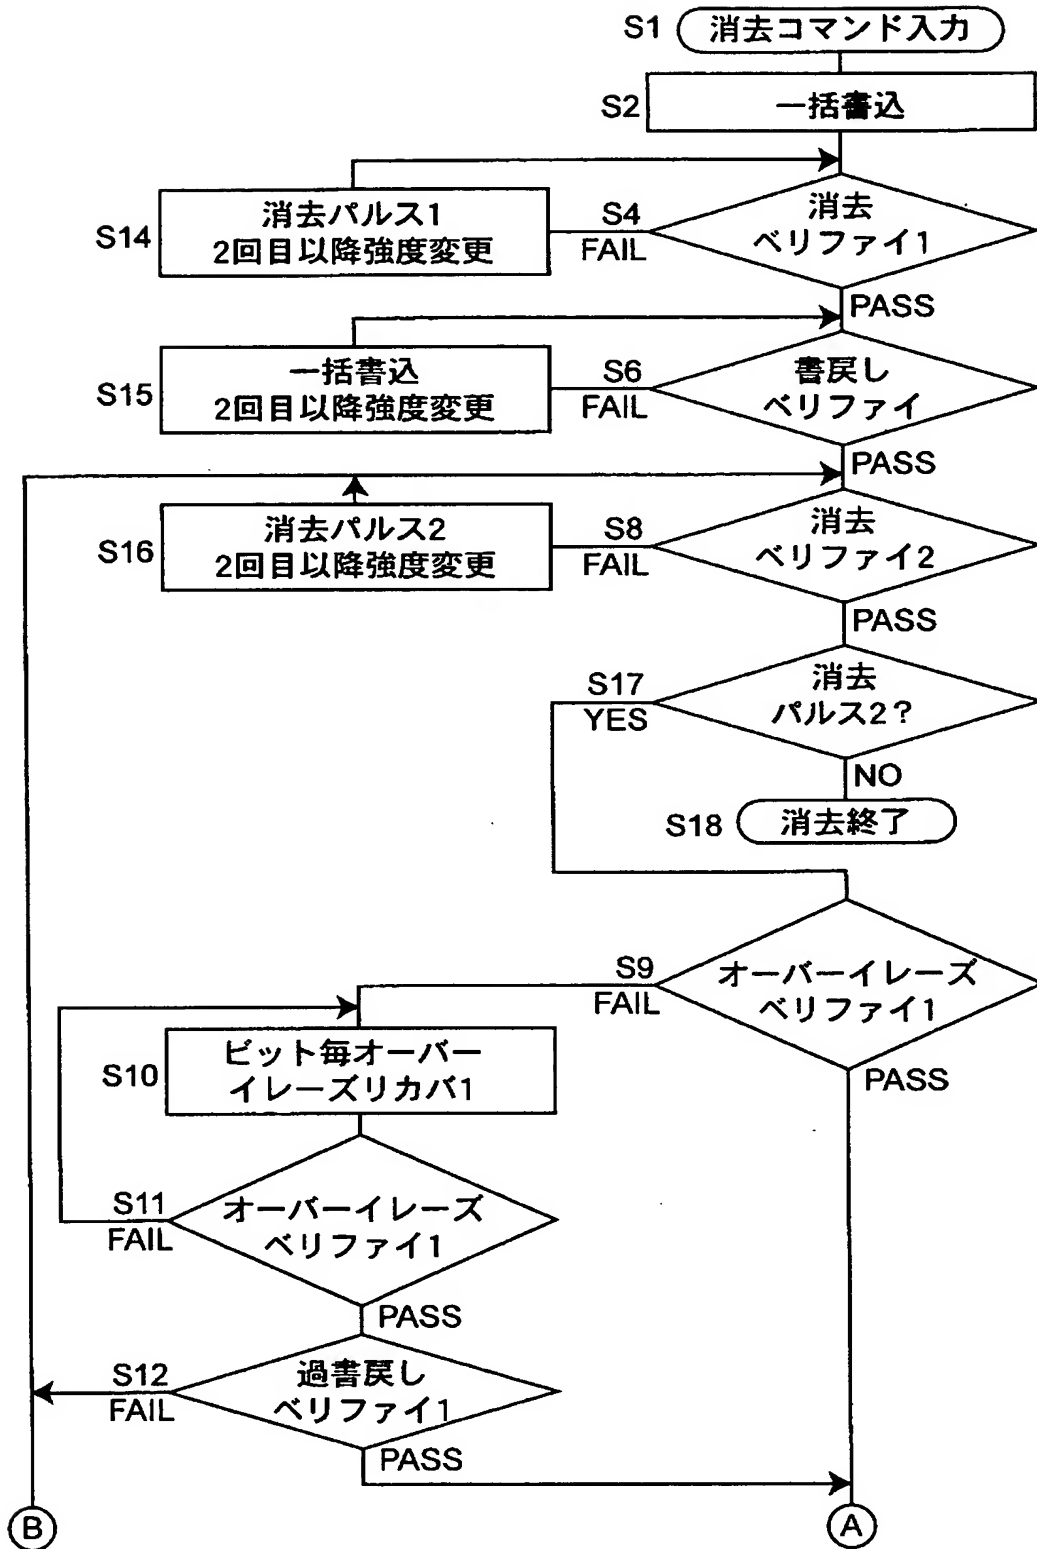 S1 消去コマンド入力
S2 一括書込
S14 消去パルス1
2回目以降強度変更
S4
FAIL
消去
ベリファイ1
PASS
S15 一括書込
2回目以降強度変更
S6
FAIL
書戻し
ベリファイ
PASS
S16 消去パルス2
2回目以降強度変更
S8
FAIL
消去
ベリファイ2
PASS
S17
YES
消去
パルス2?
NO
S18 消去終了
S9
FAIL
オーバーイレーズ
ベリファイ1
PASS
S10 ビット毎オーバー
イレーズリカバ1
S11
FAIL
オーバーイレーズ
ベリファイ1
PASS
S12
FAIL
過書戻し
ベリファイ1
PASS
B
A